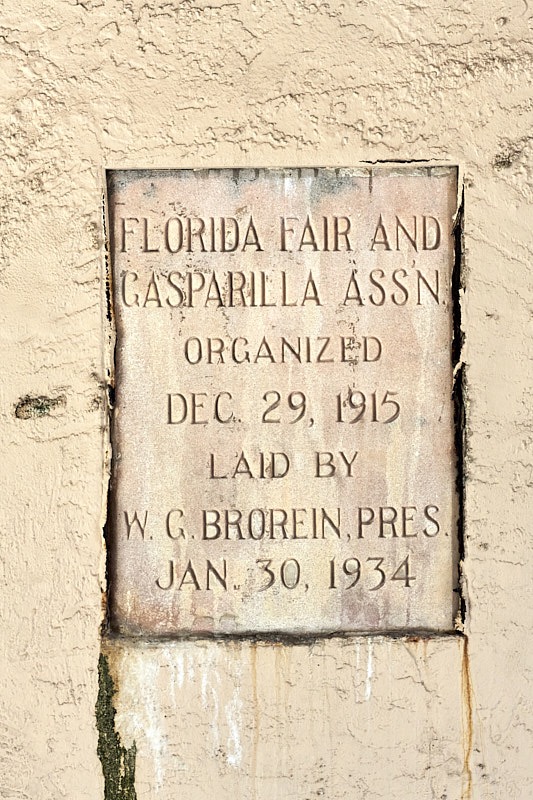 FLORIDA FAIR AND
GASPARILLA ASS'N.
ORGANIZED
DEC. 29, 1915
LAID BY
W. G. BROREIN, PRES.
JAN. 30, 1934